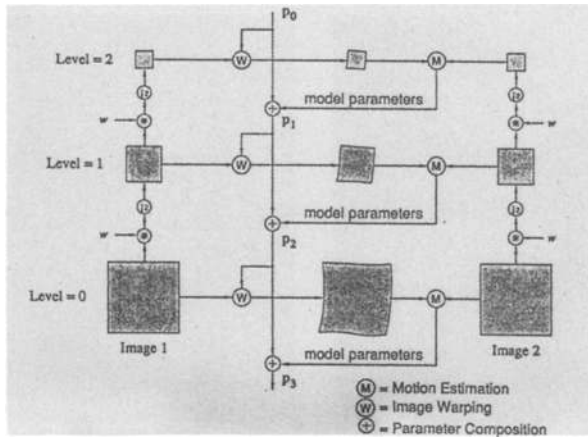 P0
Level = 2
W
M
w
*
*
w
model parameters
+
P1
Level = 1
W
M
model parameters
+
P2
w
*
*
w
Level = 0
W
M
Image 1
Image 2
model parameters
+
P3
M = Motion Estimation
W = Image Warping
+ = Parameter Composition